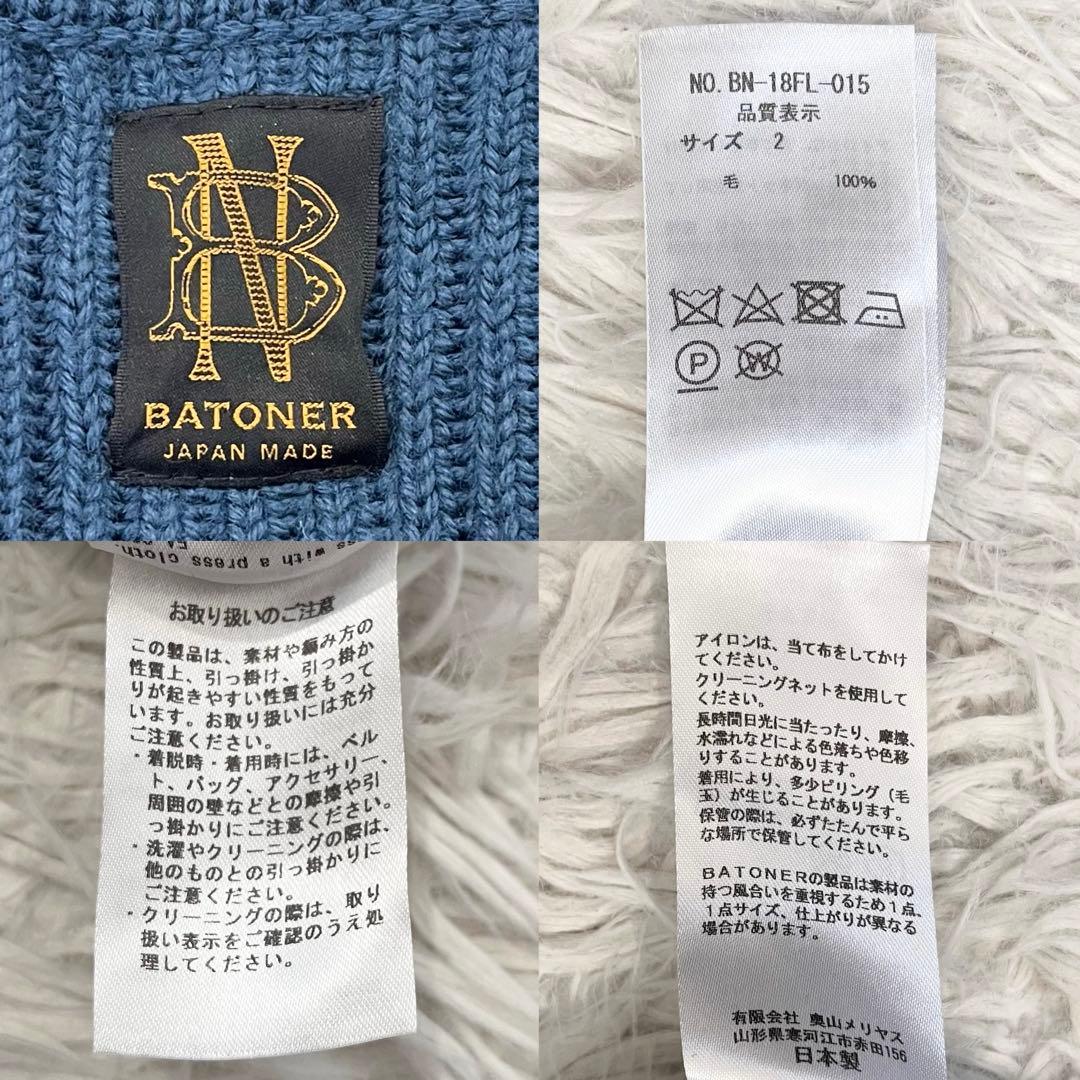 BN
BATONER
JAPAN MADE
NO. BN-18FL-015
品質表示
サイズ 2
毛 100%
P
W
ss with a press cloth
お取り扱いのご注意
この製品は、素材や編み方の
性質上、引っ掛け、引っ掛か
りが起きやすい性質をもって
います。お取り扱いには充分
ご注意ください。
・着脱時・着用時には、ベル
ト、バッグ、アクセサリー、
周囲の壁などとの摩擦や引
っ掛かりにご注意ください。
・洗濯やクリーニングの際は、
他のものとの引っ掛かりに
ご注意ください。
・クリーニングの際は、取り
扱い表示をご確認のうえ処
理してください。
アイロンは、当て布をしてかけ
てください。
クリーニングネットを使用して
ください。
長時間日光に当たったり、摩擦、
水濡れなどによる色落ちや色移
りすることがあります。
着用により、多少ピリング（毛
玉）が生じることがあります。
保管の際は、必ずたたんで平ら
な場所で保管してください。
BATONERの製品は素材の
持つ風合いを重視するため1点、
1点サイズ、仕上がりが異なる
場合があります。
有限会社 奥山メリヤス
山形県寒河江市赤田156
日本製